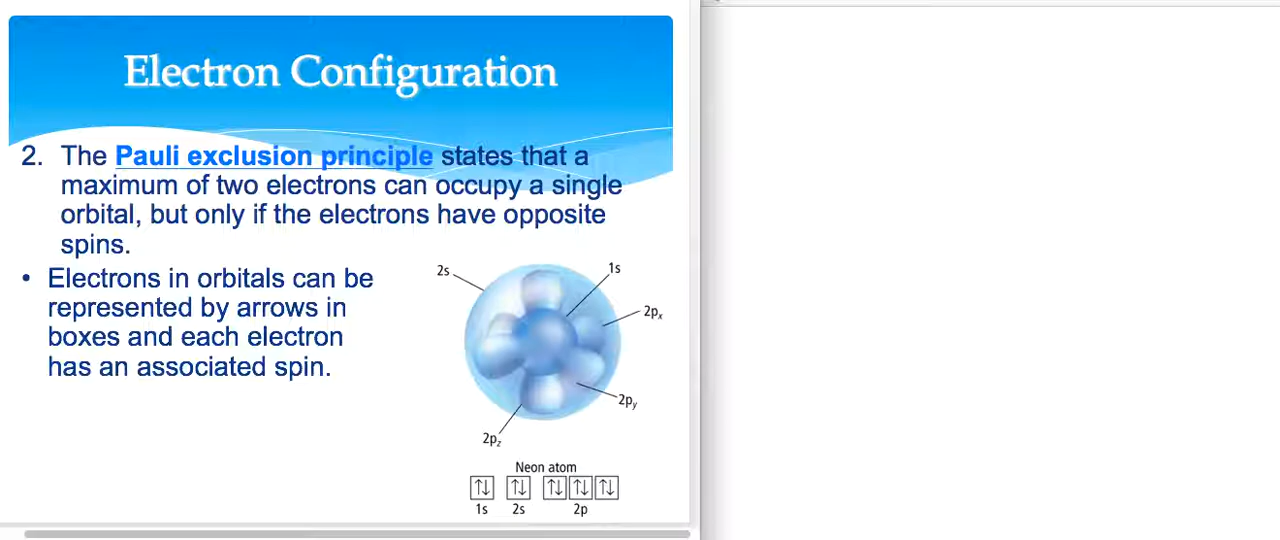 Electron Configuration
2. The Pauli exclusion principle states that a
maximum of two electrons can occupy a single
orbital, but only if the electrons have opposite
spins.
• Electrons in orbitals can be
represented by arrows in
boxes and each electron
has an associated spin.
2s
1s
2pₓ
2pᵧ
2p_z
Neon atom
↑↓ ↑↓ ↑↓ ↑↓ ↑↓
1s 2s 2p